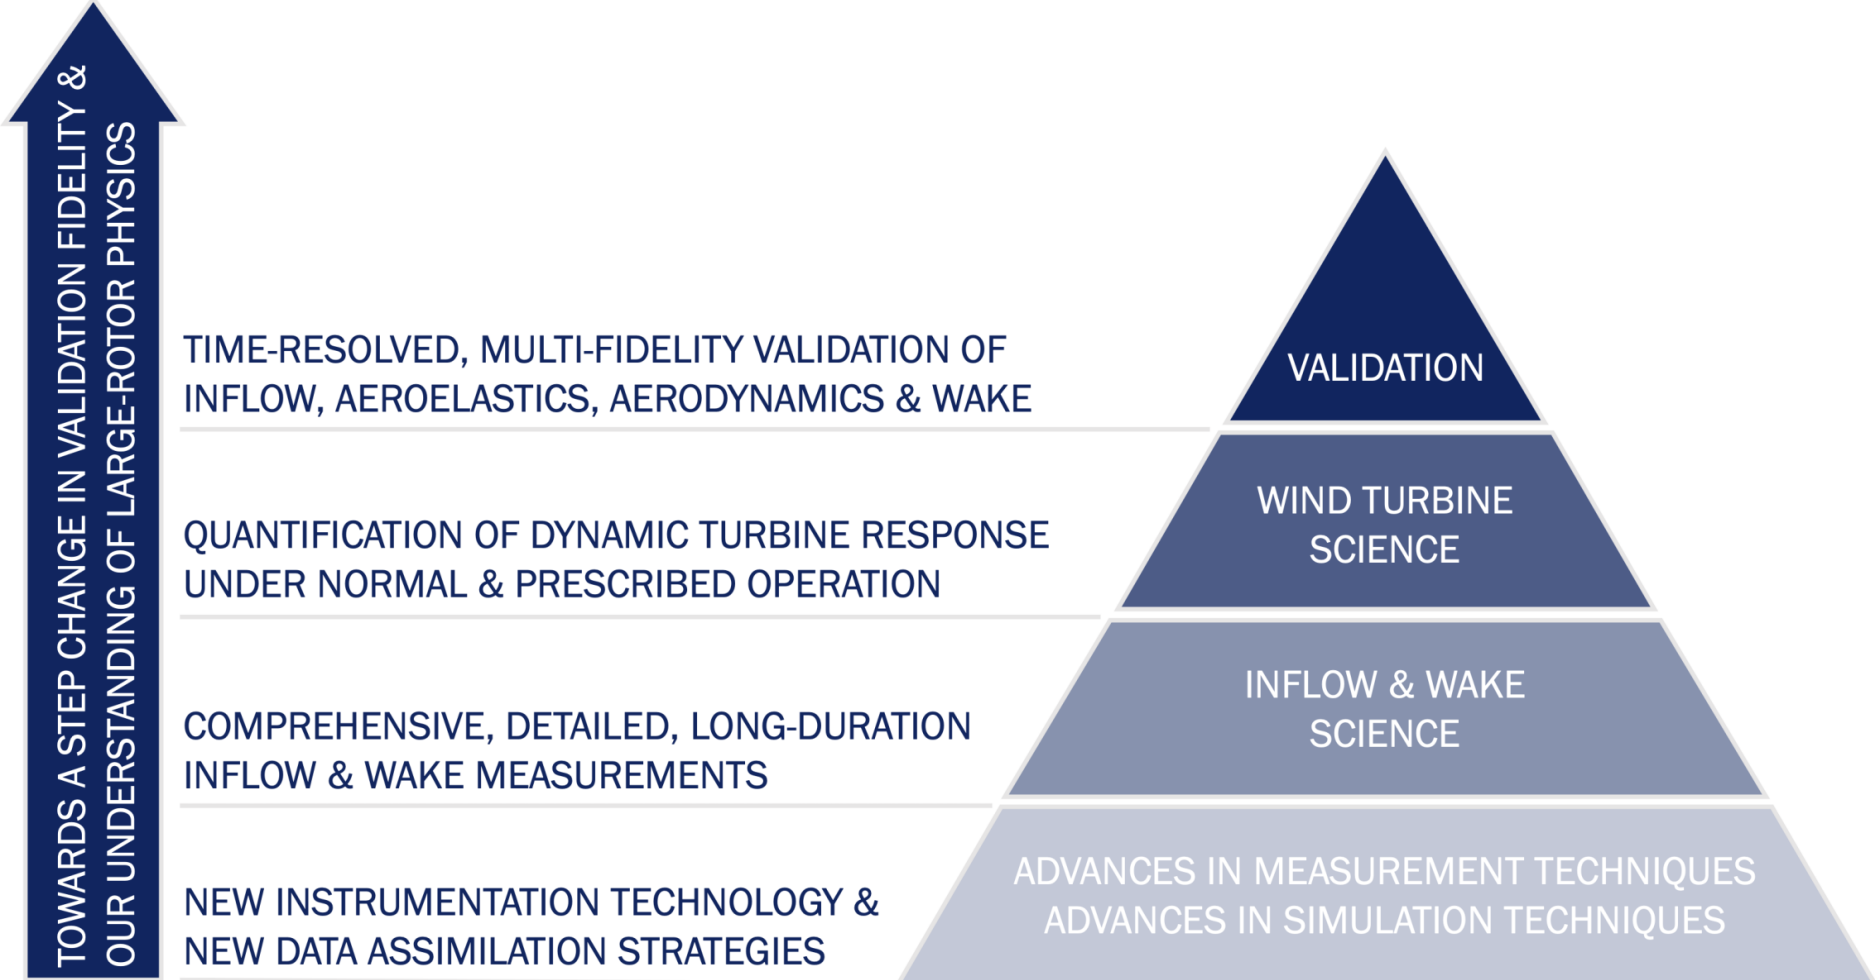 TOWARDS A STEP CHANGE IN VALIDATION FIDELITY &
OUR UNDERSTANDING OF LARGE-ROTOR PHYSICS
TIME-RESOLVED, MULTI-FIDELITY VALIDATION OF
INFLOW, AEROELASTICS, AERODYNAMICS & WAKE
VALIDATION
QUANTIFICATION OF DYNAMIC TURBINE RESPONSE
UNDER NORMAL & PRESCRIBED OPERATION
WIND TURBINE
SCIENCE
COMPREHENSIVE, DETAILED, LONG-DURATION
INFLOW & WAKE MEASUREMENTS
INFLOW & WAKE
SCIENCE
NEW INSTRUMENTATION TECHNOLOGY &
NEW DATA ASSIMILATION STRATEGIES
ADVANCES IN MEASUREMENT TECHNIQUES
ADVANCES IN SIMULATION TECHNIQUES